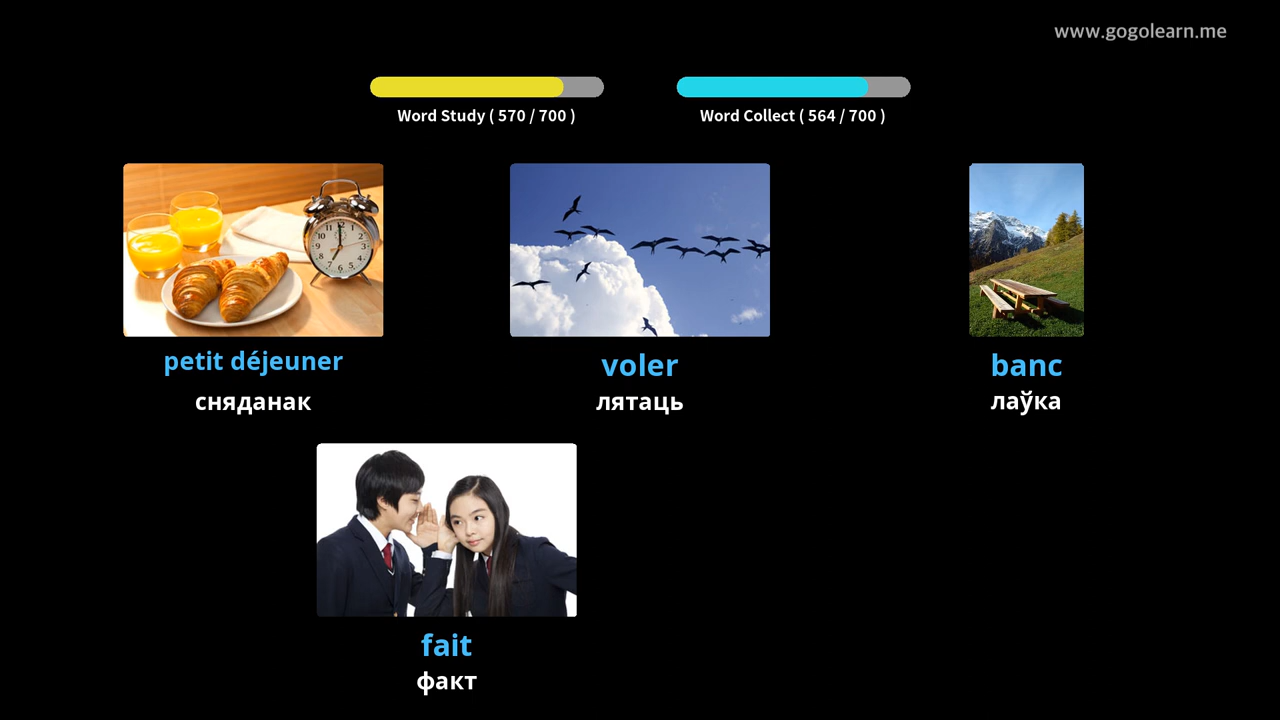 www.gogolearn.me
Word Study ( 570 / 700 )
Word Collect ( 564 / 700 )
petit déjeuner
сняданак
voler
лятаць
banc
лаўка
fait
факт